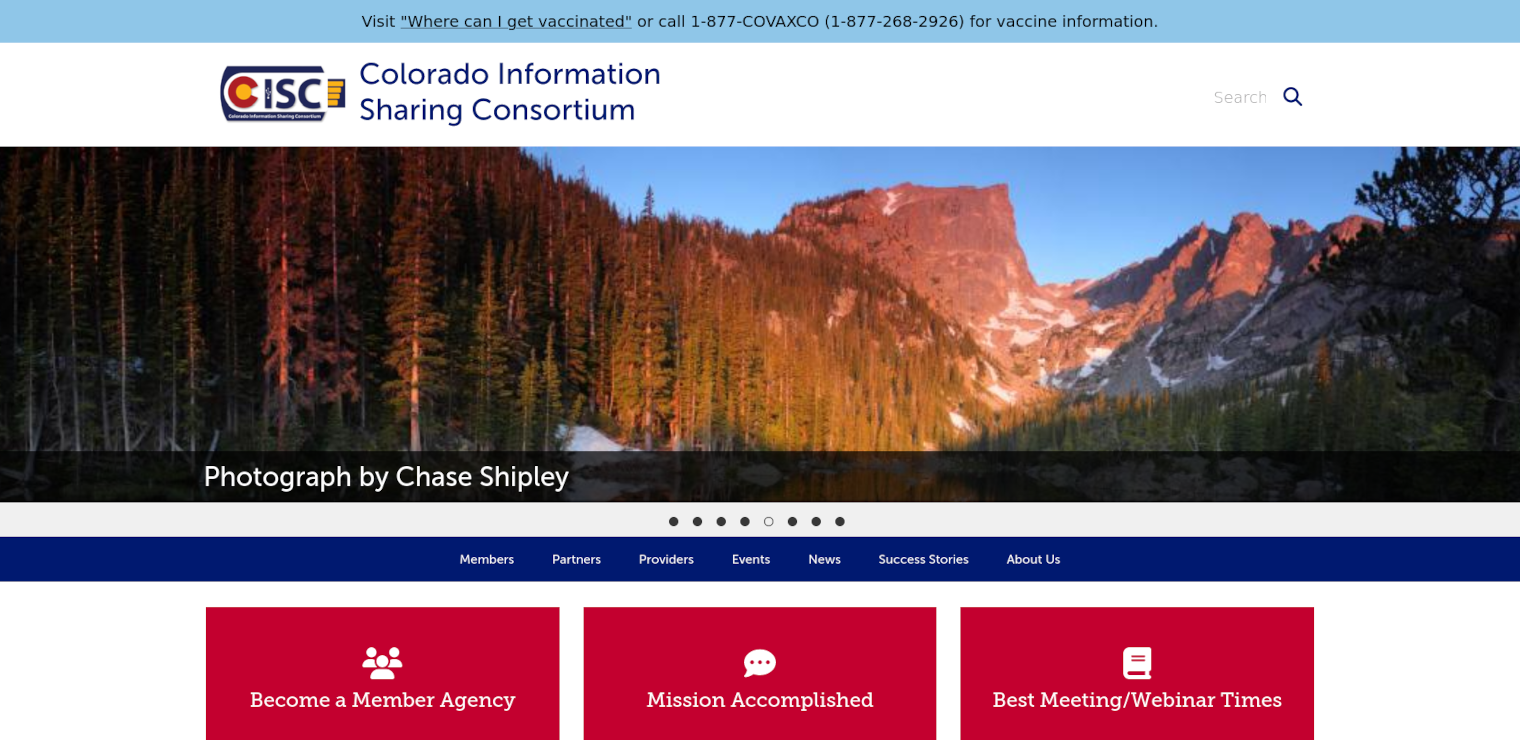 Visit "Where can I get vaccinated" or call 1-877-COVAXCO (1-877-268-2926) for vaccine information.
CISC
Colorado Information Sharing Consortium
Colorado Information
Sharing Consortium
Search
Photograph by Chase Shipley
Members Partners Providers Events News Success Stories About Us
Become a Member Agency
Mission Accomplished
Best Meeting/Webinar Times